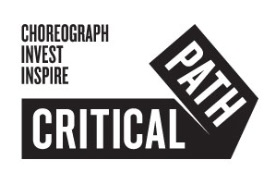 CHOREOGRAPH
INVEST
INSPIRE
CRITICAL
PATH